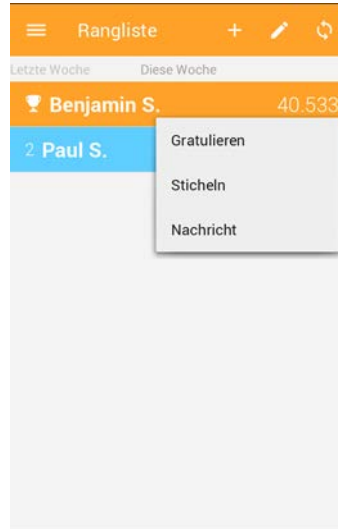 Rangliste
Letzte Woche Diese Woche
Benjamin S. 40.533
2 Paul S.
Gratulieren
Sticheln
Nachricht